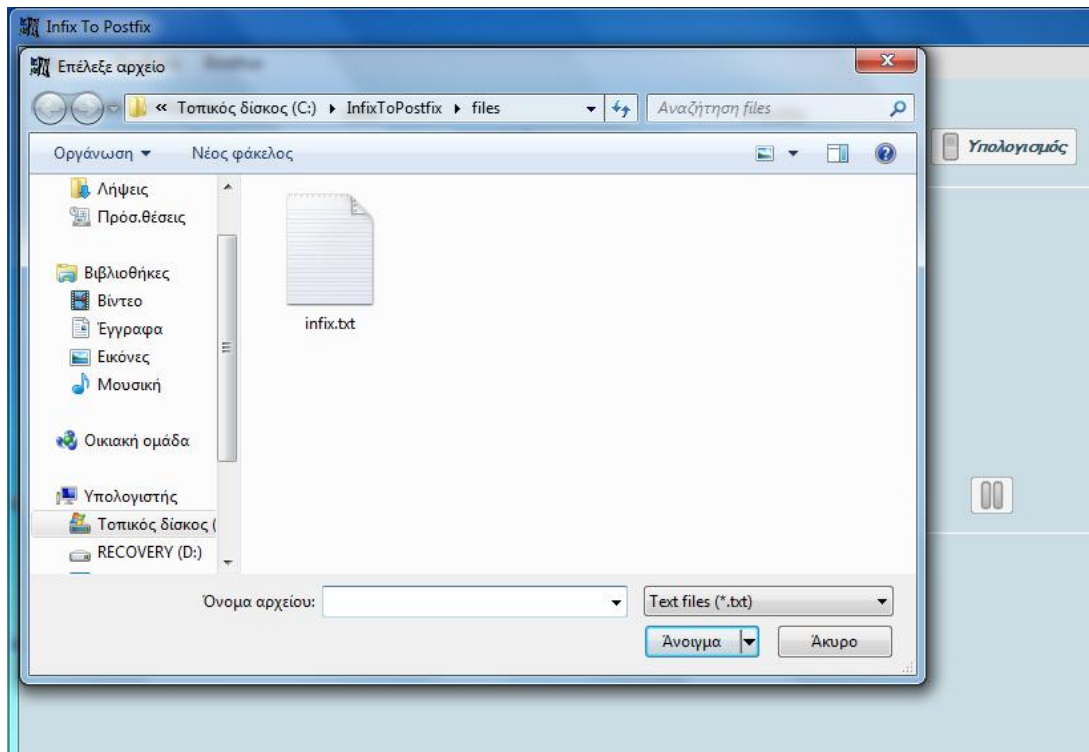 Infix To Postfix
Επέλεξε αρχείο
« Τοπικός δίσκος (C:) ▸ InfixToPostfix ▸ files
Αναζήτηση files
Οργάνωση
Νέος φάκελος
Υπολογισμός
Λήψεις
Πρόσ.θέσεις
Βιβλιοθήκες
Βίντεο
Έγγραφα
Εικόνες
Μουσική
Οικιακή ομάδα
Υπολογιστής
Τοπικός δίσκος (
RECOVERY (D:)
infix.txt
Όνομα αρχείου:
Text files (*.txt)
Άνοιγμα
Άκυρο